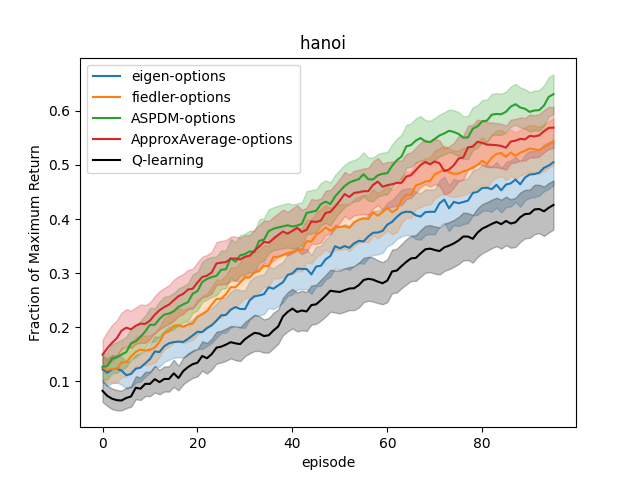 hanoi
eigen-options
fiedler-options
ASPDM-options
ApproxAverage-options
Q-learning
Fraction of Maximum Return
0.6
0.5
0.4
0.3
0.2
0.1
0 20 40 60 80
episode